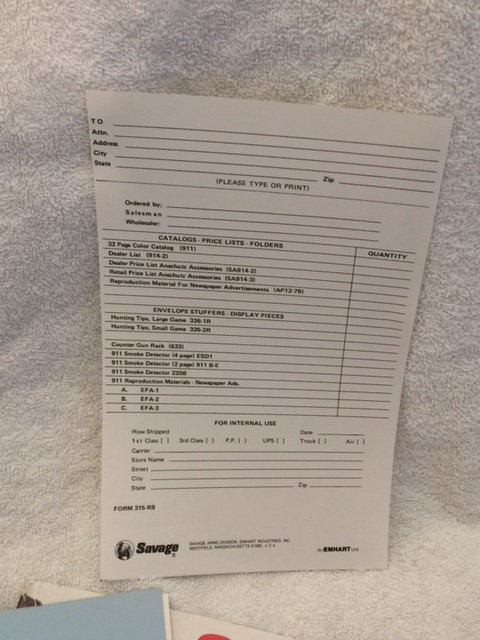 TO
Attn.
Address
City
State Zip
(PLEASE TYPE OR PRINT)
Ordered by;
Salesman
Wholesaler:
CATALOGS - PRICE LISTS - FOLDERS QUANTITY
32 Page Color Catalog (911)
Dealer List (914-2)
Dealer Price List Anschutz Accessories (SA914-2)
Retail Price List Anschutz Accessories (SA914-3)
Reproduction Material For Newspaper Advertisements (AP12-79)
ENVELOPE STUFFERS - DISPLAY PIECES
Hunting Tips, Large Game 326-1R
Hunting Tips, Small Game 326-2R
Counter Gun Rack (633)
911 Smoke Detector (4 page) ESD1
911 Smoke Detector (2 page) 911 B-E
911 Smoke Detector 220B
911 Reproduction Materials - Newspaper Ads.
A. EFA-1
B. EFA-2
C. EFA-3
FOR INTERNAL USE
How Shipped Date
1st Class [ ] 3rd Class [ ] P.P. [ ] UPS [ ] Truck [ ] Air [ ]
Carrier
Store Name
Street
City
State Zip
FORM 315-R9
Savage ®
SAVAGE ARMS DIVISION, EMHART INDUSTRIES, INC.
WESTFIELD, MASSACHUSETTS 01085, U.S.A.
An EMHART Unit